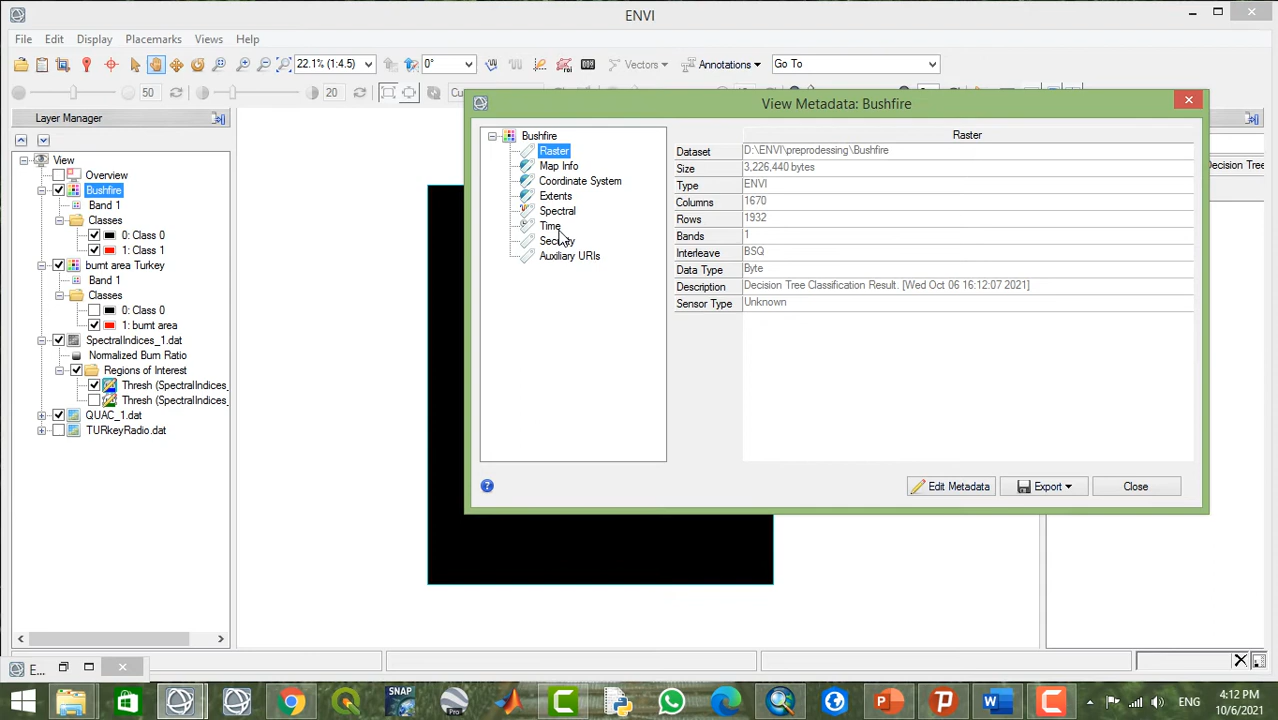 ENVI
File Edit Display Placemarks Views Help
22.1% (1:4.5) 0° Vectors Annotations Go To
50 20 Cu
Layer Manager
View
Overview
Bushfire
Band 1
Classes
0: Class 0
1: Class 1
burnt area Turkey
Band 1
Classes
0: Class 0
1: burnt area
SpectralIndices_1.dat
Normalized Burn Ratio
Regions of Interest
Thresh (SpectralIndices_
Thresh (SpectralIndices_
QUAC_1.dat
TURkeyRadio.dat
View Metadata: Bushfire
Bushfire
Raster
Map Info
Coordinate System
Extents
Spectral
Time
Security
Auxiliary URIs
Raster
Dataset D:\ENVI\preprodessing\Bushfire
Size 3,226,440 bytes
Type ENVI
Columns 1670
Rows 1932
Bands 1
Interleave BSQ
Data Type Byte
Description Decision Tree Classification Result. [Wed Oct 06 16:12:07 2021]
Sensor Type Unknown
Edit Metadata Export Close
Decision Tree
E...
SNAP
Pro
ENG
4:12 PM
10/6/2021